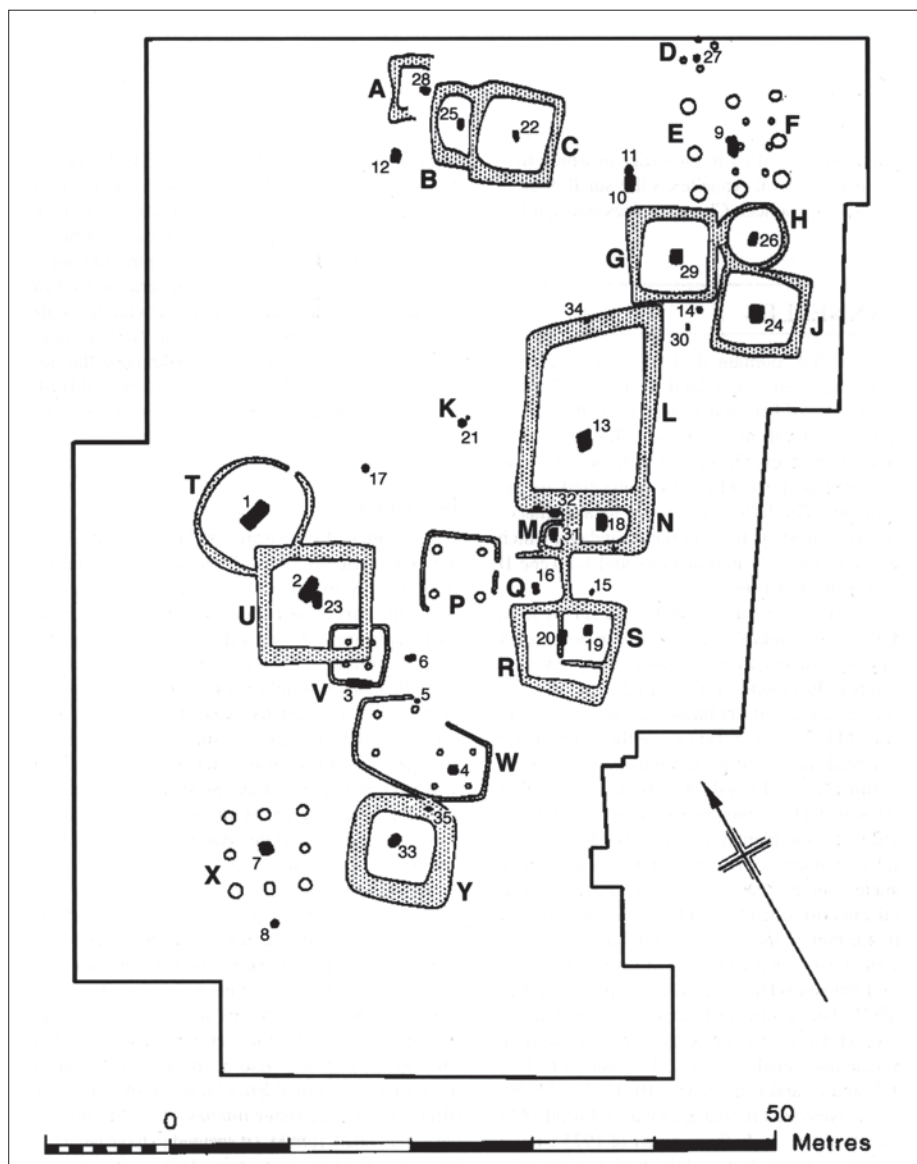 D 27
A 28
25 22 C
E 9 F
12 B
11
10
H
G 29 26
34 14
30 24 J
K 21
13 L
17
T 1
32
M 31 18 N
2 23
P Q 16 15
U
20 19 S
6 R
V 3
5
4 W
35
7 33
X Y
8
0 50
Metres